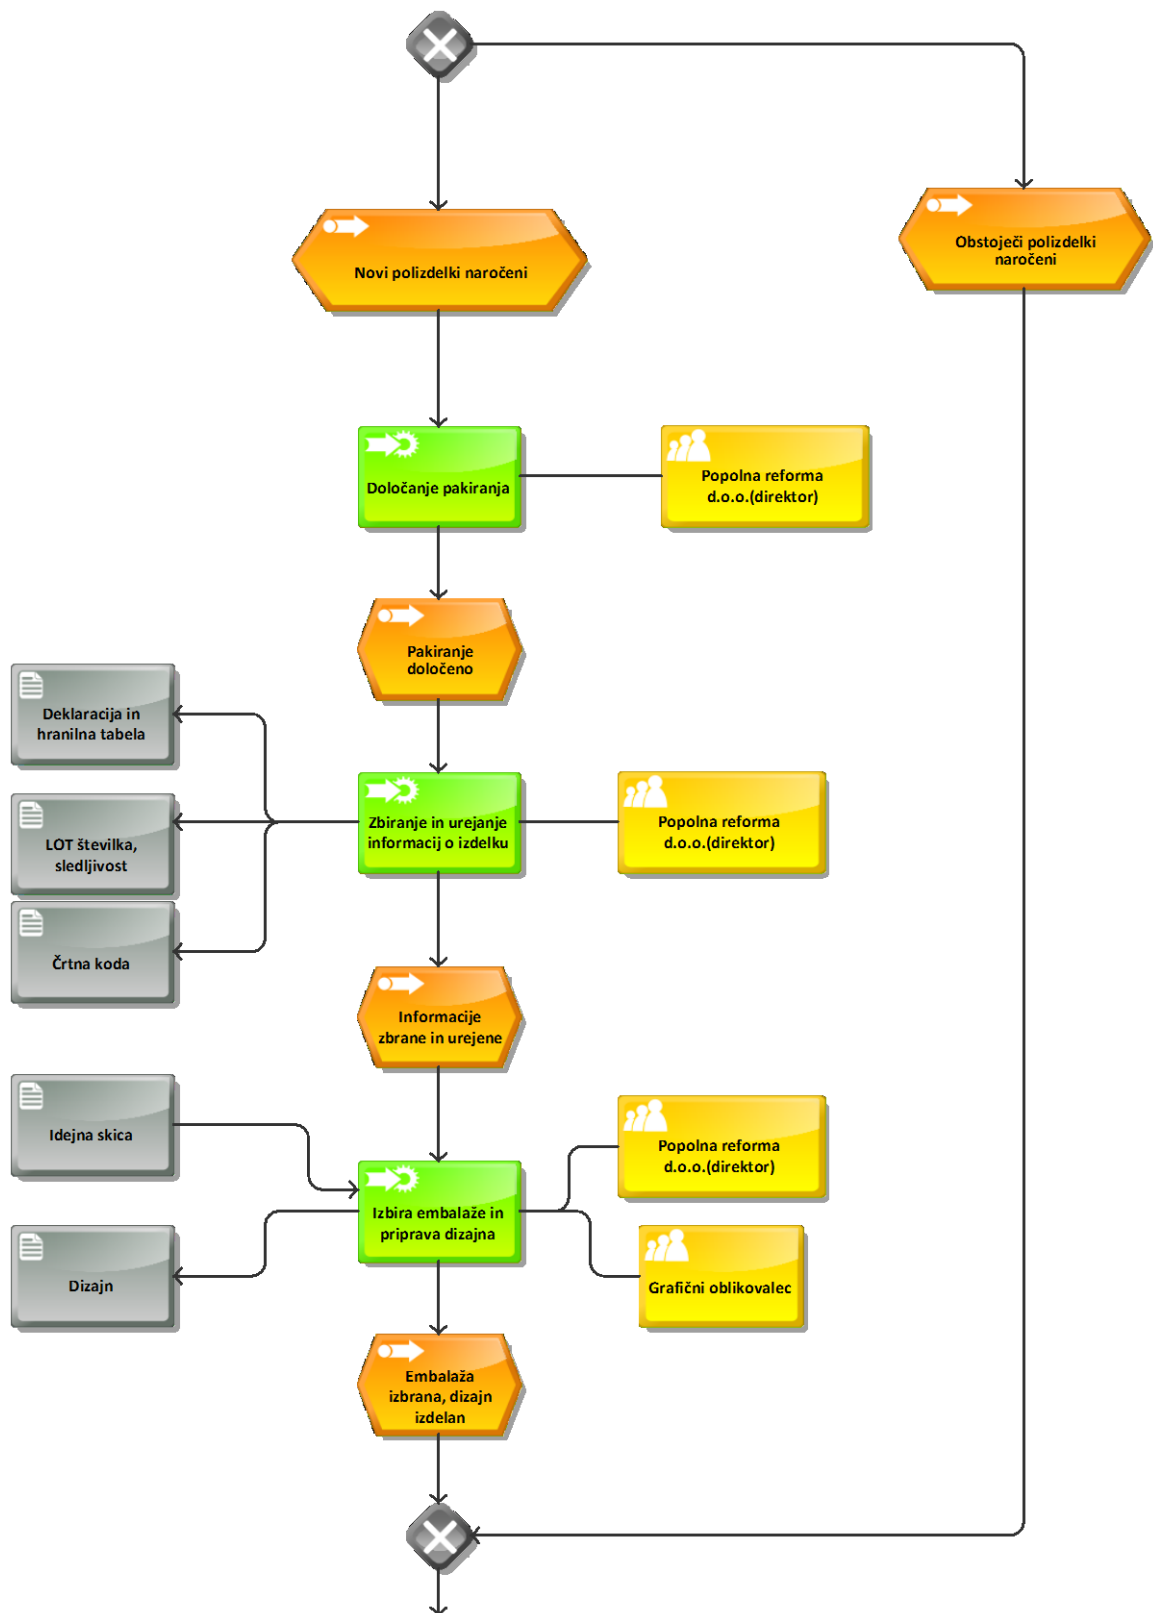 Obstoječi polizdelki
naročeni
Novi polizdelki naročeni
Določanje pakiranja
Popolna reforma
d.o.o.(direktor)
Pakiranje
določeno
Deklaracija in
hranilna tabela
LOT številka,
sledljivost
Črtna koda
Zbiranje in urejanje
informacij o izdelku
Popolna reforma
d.o.o.(direktor)
Informacije
zbrane in urejene
Idejna skica
Dizajn
Izbira embalaže in
priprava dizajna
Popolna reforma
d.o.o.(direktor)
Grafični oblikovalec
Embalaža
izbrana, dizajn
izdelan